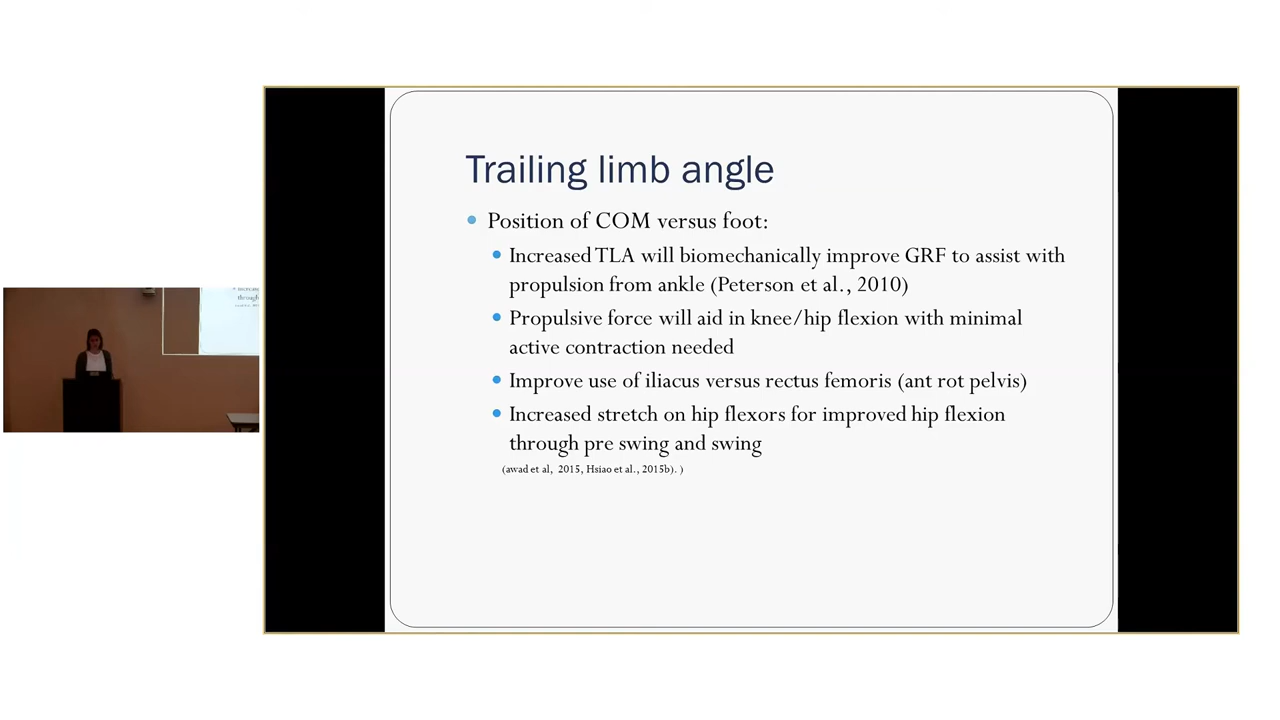 Trailing limb angle
Position of COM versus foot:
Increased TLA will biomechanically improve GRF to assist with
propulsion from ankle (Peterson et al., 2010)
Propulsive force will aid in knee/hip flexion with minimal
active contraction needed
Improve use of iliacus versus rectus femoris (ant rot pelvis)
Increased stretch on hip flexors for improved hip flexion
through pre swing and swing
(awad et al, 2015, Hsiao et al., 2015b). )